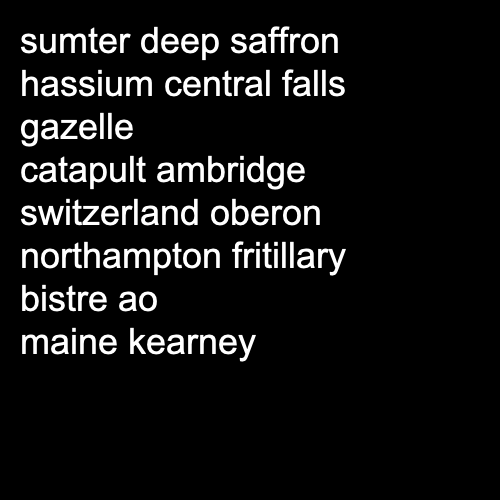 sumter deep saffron
hassium central falls
gazelle
catapult ambridge
switzerland oberon
northampton fritillary
bistre ao
maine kearney